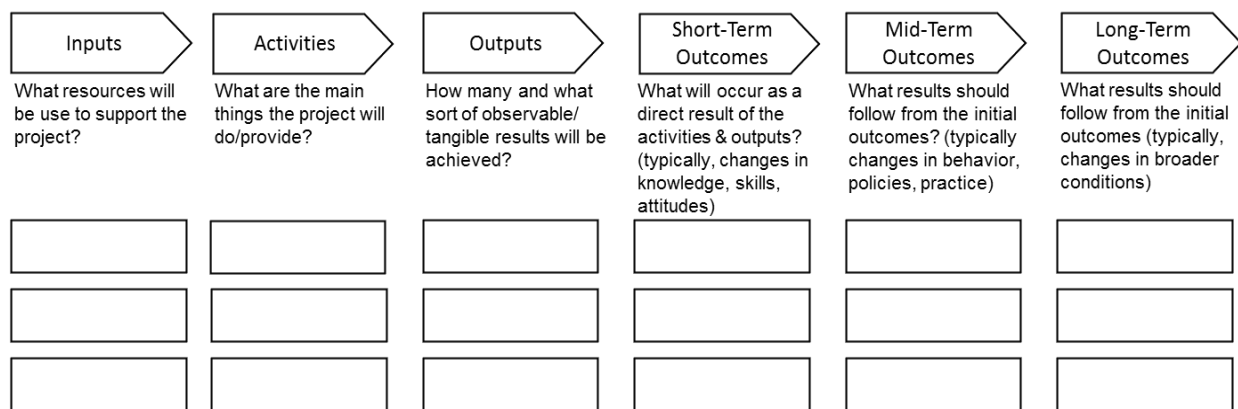 Inputs
Activities
Outputs
Short-Term
Outcomes
Mid-Term
Outcomes
Long-Term
Outcomes
What resources will
be use to support the
project?
What are the main
things the project will
do/provide?
How many and what
sort of observable/
tangible results will be
achieved?
What will occur as a
direct result of the
activities & outputs?
(typically, changes in
knowledge, skills,
attitudes)
What results should
follow from the initial
outcomes? (typically
changes in behavior,
policies, practice)
What results should
follow from the initial
outcomes (typically,
changes in broader
conditions)